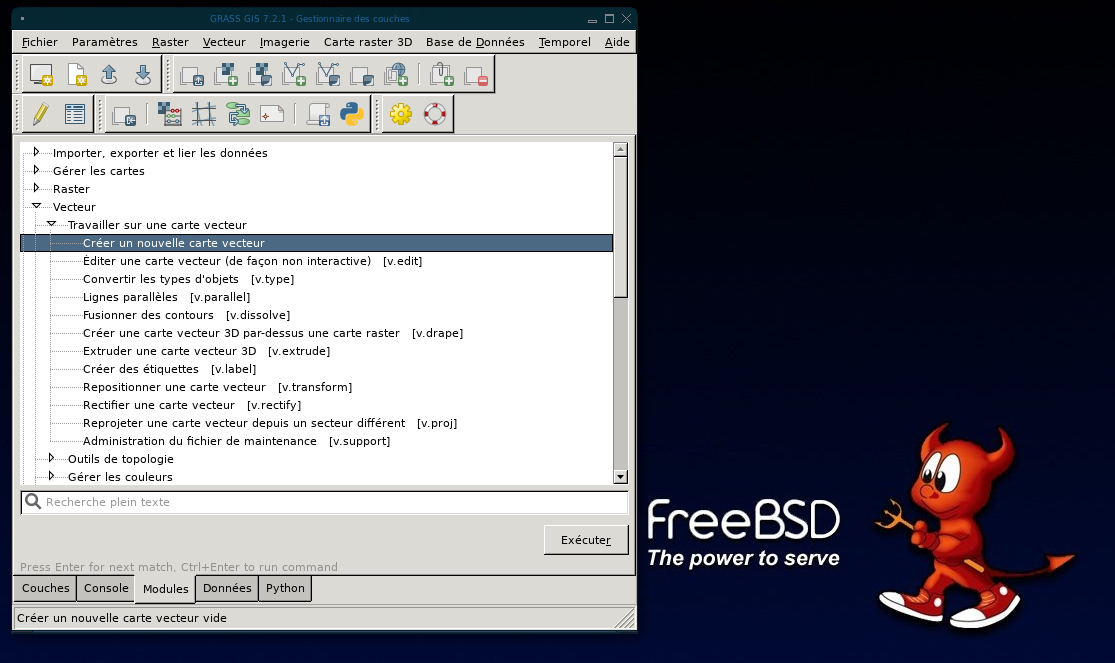 GRASS GIS 7.2.1 - Gestionnaire des couches
Fichier Paramètres Raster Vecteur Imagerie Carte raster 3D Base de Données Temporel Aide
Importer, exporter et lier les données
Gérer les cartes
Raster
Vecteur
Travailler sur une carte vecteur
Créer un nouvelle carte vecteur
Éditer une carte vecteur (de façon non interactive) [v.edit]
Convertir les types d'objets [v.type]
Lignes parallèles [v.parallel]
Fusionner des contours [v.dissolve]
Créer une carte vecteur 3D par-dessus une carte raster [v.drape]
Extruder une carte vecteur 3D [v.extrude]
Créer des étiquettes [v.label]
Repositionner une carte vecteur [v.transform]
Rectifier une carte vecteur [v.rectify]
Reprojeter une carte vecteur depuis un secteur différent [v.proj]
Administration du fichier de maintenance [v.support]
Outils de topologie
Gérer les couleurs
Recherche plein texte
Exécuter
Press Enter for next match, Ctrl+Enter to run command
Couches Console Modules Données Python
Créer un nouvelle carte vecteur vide
FreeBSD
The power to serve